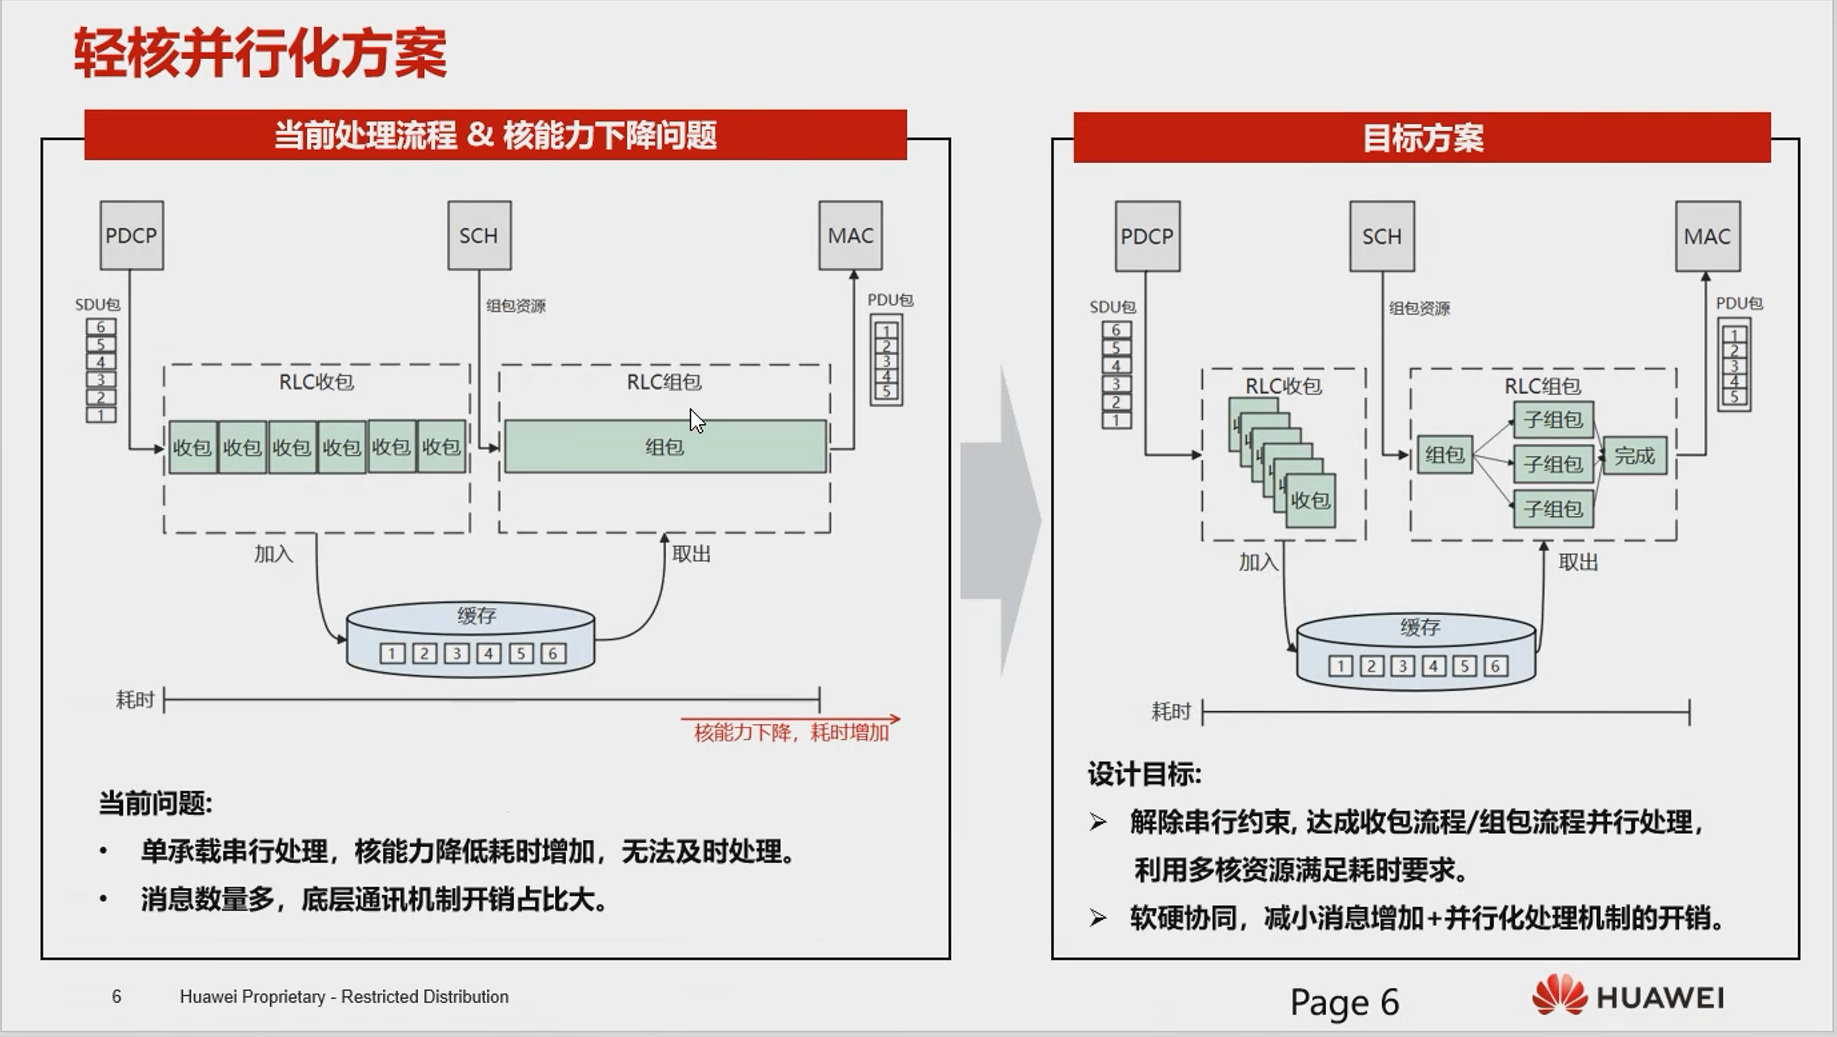 轻核并行化方案
当前处理流程 & 核能力下降问题
PDCP
SCH
MAC
SDU包
6
5
4
3
2
1
组包资源
PDU包
1
2
3
4
5
RLC收包
收包 收包 收包 收包 收包 收包
RLC组包
组包
加入
取出
缓存
1 2 3 4 5 6
耗时
核能力下降，耗时增加
当前问题:
• 单承载串行处理，核能力降低耗时增加，无法及时处理。
• 消息数量多，底层通讯机制开销占比大。
目标方案
PDCP
SCH
MAC
SDU包
6
5
4
3
2
1
组包资源
PDU包
1
2
3
4
5
RLC收包
收包
RLC组包
组包
子组包
子组包
子组包
完成
加入
取出
缓存
1 2 3 4 5 6
耗时
设计目标:
➢ 解除串行约束, 达成收包流程/组包流程并行处理，
利用多核资源满足耗时要求。
➢ 软硬协同，减小消息增加+并行化处理机制的开销。
6
Huawei Proprietary - Restricted Distribution
Page 6
HUAWEI